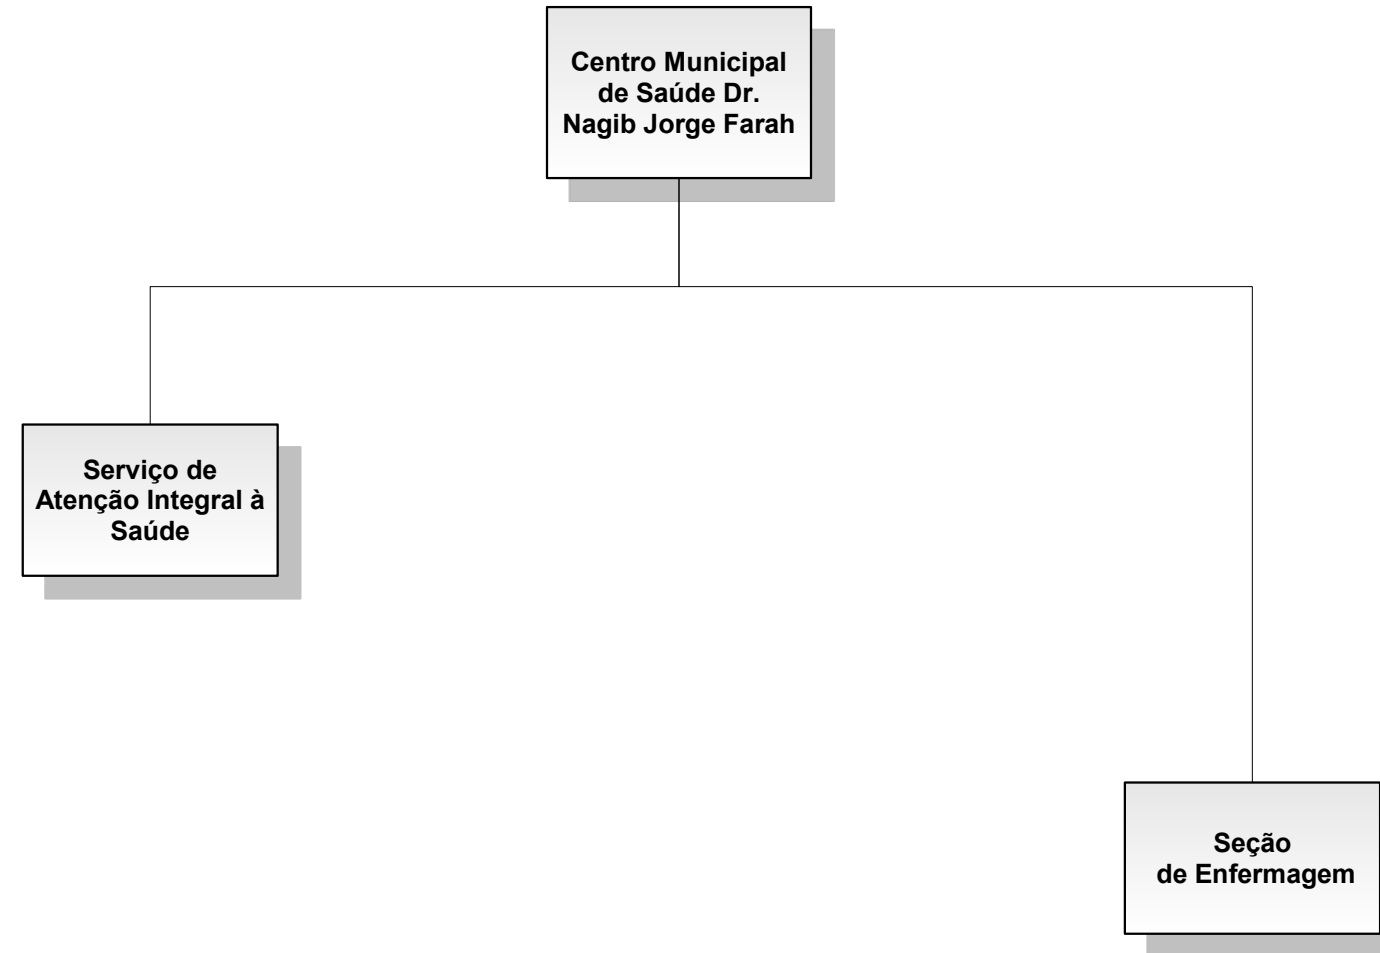 Centro Municipal
de Saúde Dr.
Nagib Jorge Farah
Serviço de
Atenção Integral à
Saúde
Seção
de Enfermagem